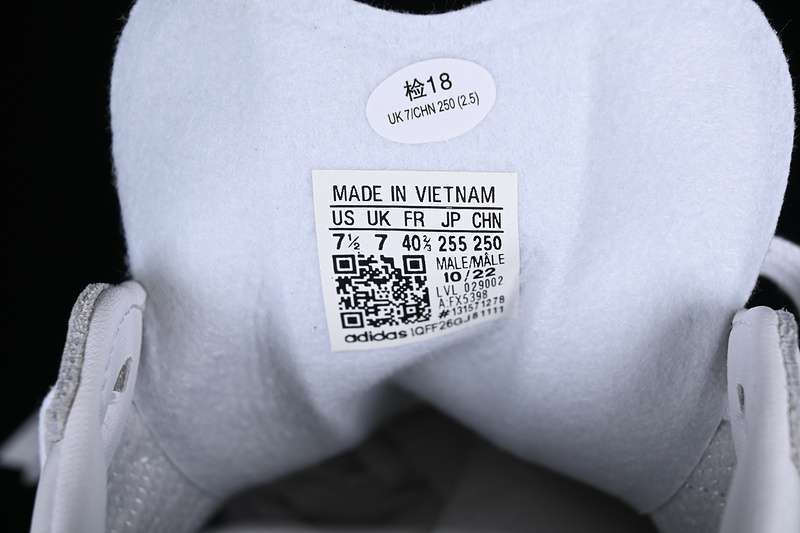 检18
UK 7/CHN 250 (2.5)
MADE IN VIETNAM
US UK FR JP CHN
7½ 7 40⅔ 255 250
MALE/MÂLE
10/22
LVL 029002
A.FX5398
#131571278
adidas IQFF26GJ81111